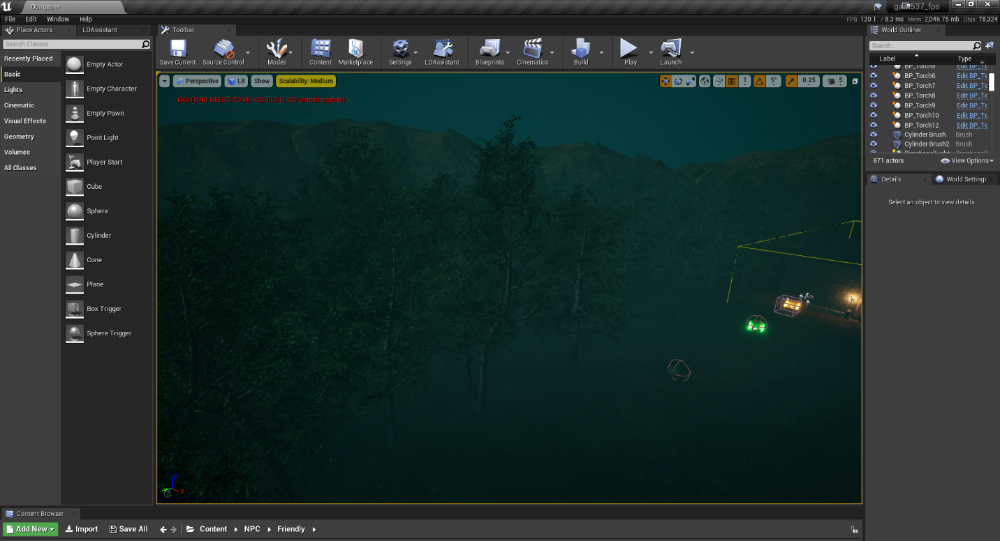 Dungeon*
gam537_fps
File Edit Window Help
FPS: 120.1 / 8.3 ms Mem: 2,046.75 mb Objs: 78,324
Place Actors
LDAssistant
Toolbar
World Outliner
Search Classes
Recently Placed
Basic
Lights
Cinematic
Visual Effects
Geometry
Volumes
All Classes
Empty Actor
Empty Character
Empty Pawn
Point Light
Player Start
Cube
Sphere
Cylinder
Cone
Plane
Box Trigger
Sphere Trigger
Save Current
Source Control
Modes
Content
Marketplace
Settings
LDAssistant
Blueprints
Cinematics
Build
Play
Launch
Perspective
Lit
Show
Scalability: Medium
1
5°
0.25
5
LIGHTING NEEDS TO BE REBUILT (1,027 unbuilt objects)
Z
X
Search...
Label Type
BP_Torch5 Edit BP_To
BP_Torch6 Edit BP_To
BP_Torch7 Edit BP_To
BP_Torch8 Edit BP_To
BP_Torch9 Edit BP_To
BP_Torch10 Edit BP_To
BP_Torch12 Edit BP_To
Cylinder Brush Brush
Cylinder Brush2 Brush
DirectionalLight Directional
871 actors
View Options
Details
World Settings
Select an object to view details.
Content Browser
Add New
Import
Save All
Content
NPC
Friendly